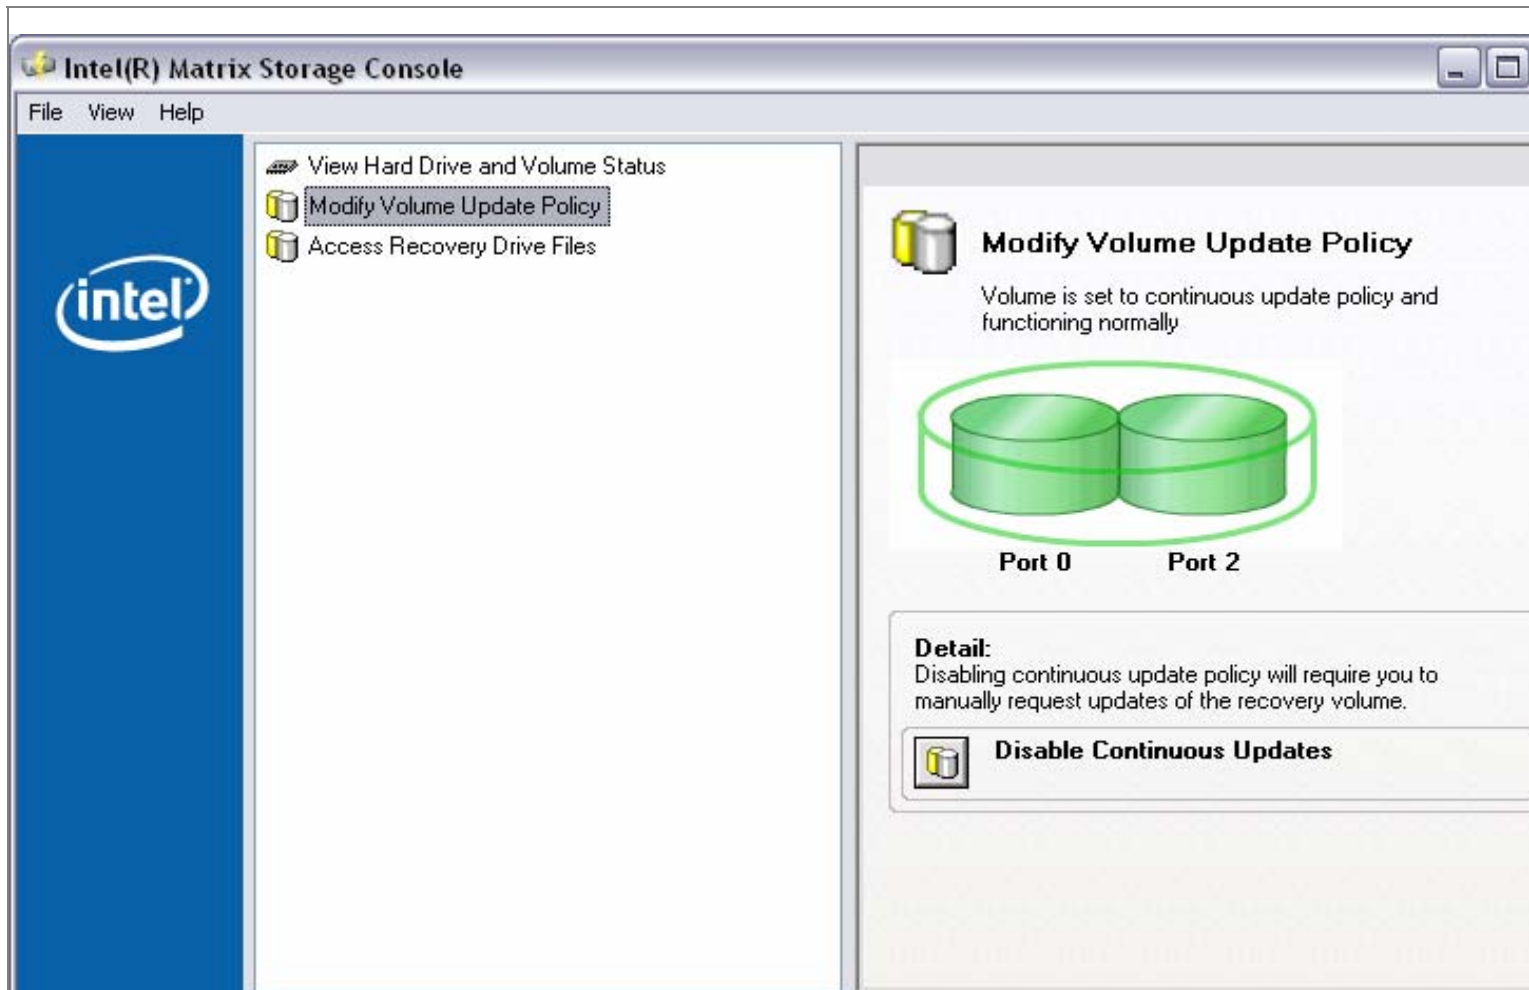 Intel(R) Matrix Storage Console
File View Help
intel
View Hard Drive and Volume Status
Modify Volume Update Policy
Access Recovery Drive Files
Modify Volume Update Policy
Volume is set to continuous update policy and
functioning normally
Port 0 Port 2
Detail:
Disabling continuous update policy will require you to
manually request updates of the recovery volume.
Disable Continuous Updates